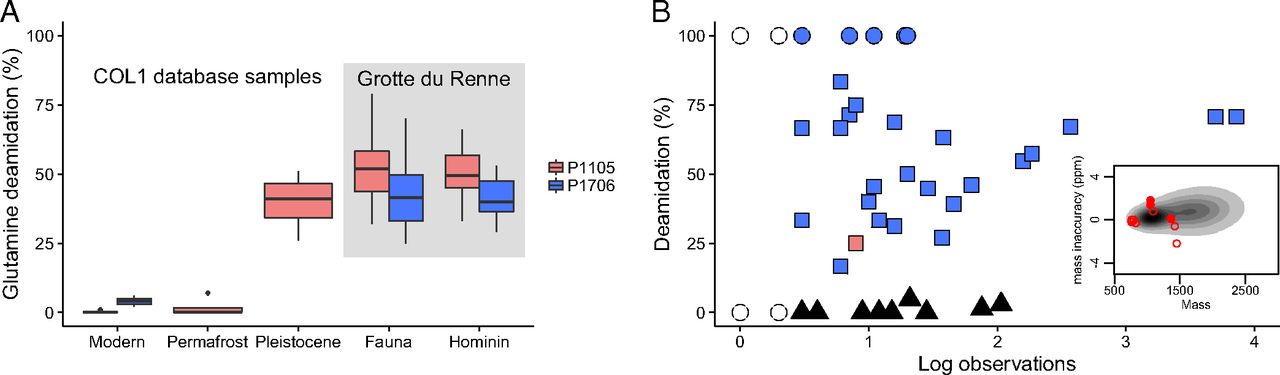 A
Glutamine deamidation (%)
100
75
50
25
0
COL1 database samples
Grotte du Renne
Modern
Permafrost
Pleistocene
Fauna
Hominin
P1105
P1706
B
Deamidation (%)
100
75
50
25
0
0
1
2
3
4
Log observations
mass inaccuracy (ppm)
4
0
-4
500
1500
2500
Mass